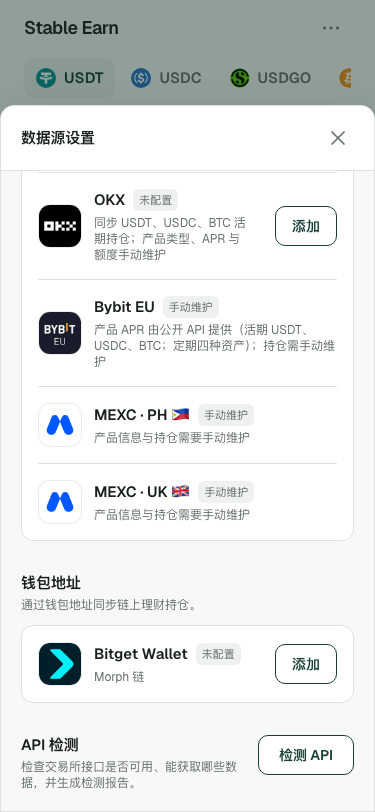 Stable Earn
USDT USDC USDGO
数据源设置
OKX 未配置
同步 USDT、USDC、BTC 活
期持仓；产品类型、APR 与
额度手动维护
添加
BYBIT
EU
Bybit EU 手动维护
产品 APR 由公开 API 提供（活期 USDT、
USDC、BTC；定期四种资产）；持仓需手动维
护
MEXC · PH 🇵🇭 手动维护
产品信息与持仓需要手动维护
MEXC · UK 🇬🇧 手动维护
产品信息与持仓需要手动维护
钱包地址
通过钱包地址同步链上理财持仓。
Bitget Wallet 未配置
Morph 链
添加
API 检测
检查交易所接口是否可用、能获取哪些数
据，并生成检测报告。
检测 API